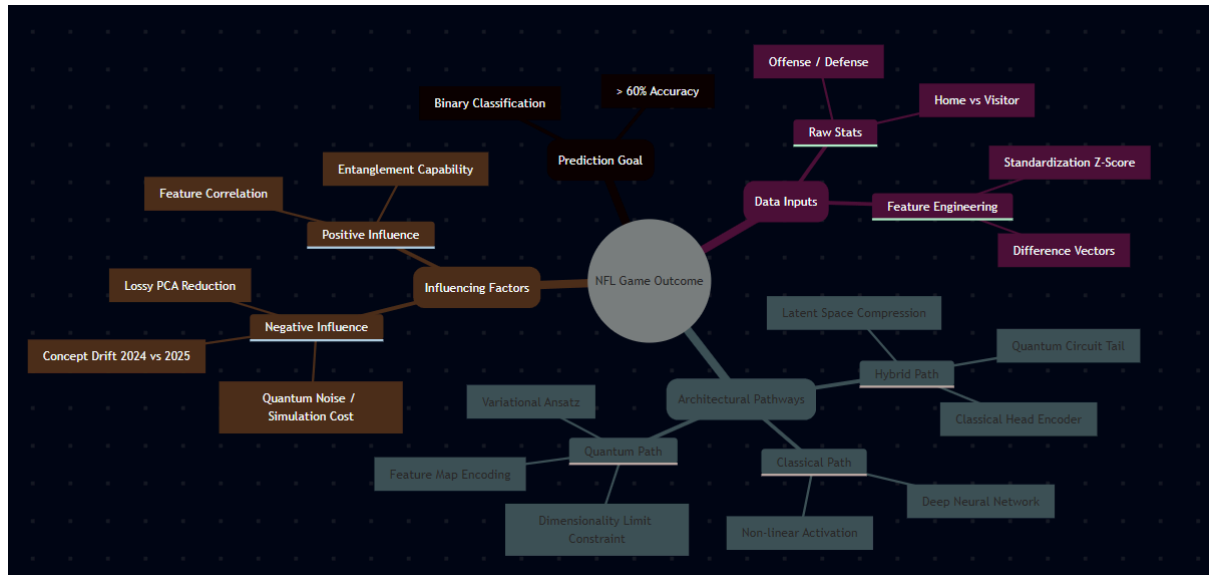 NFL Game Outcome
Prediction Goal
Binary Classification
> 60% Accuracy
Data Inputs
Raw Stats
Offense / Defense
Home vs Visitor
Feature Engineering
Standardization Z-Score
Difference Vectors
Architectural Pathways
Hybrid Path
Latent Space Compression
Quantum Circuit Tail
Classical Head Encoder
Classical Path
Deep Neural Network
Non-linear Activation
Quantum Path
Variational Ansatz
Feature Map Encoding
Dimensionality Limit
Constraint
Influencing Factors
Positive Influence
Entanglement Capability
Feature Correlation
Negative Influence
Lossy PCA Reduction
Concept Drift 2024 vs 2025
Quantum Noise /
Simulation Cost